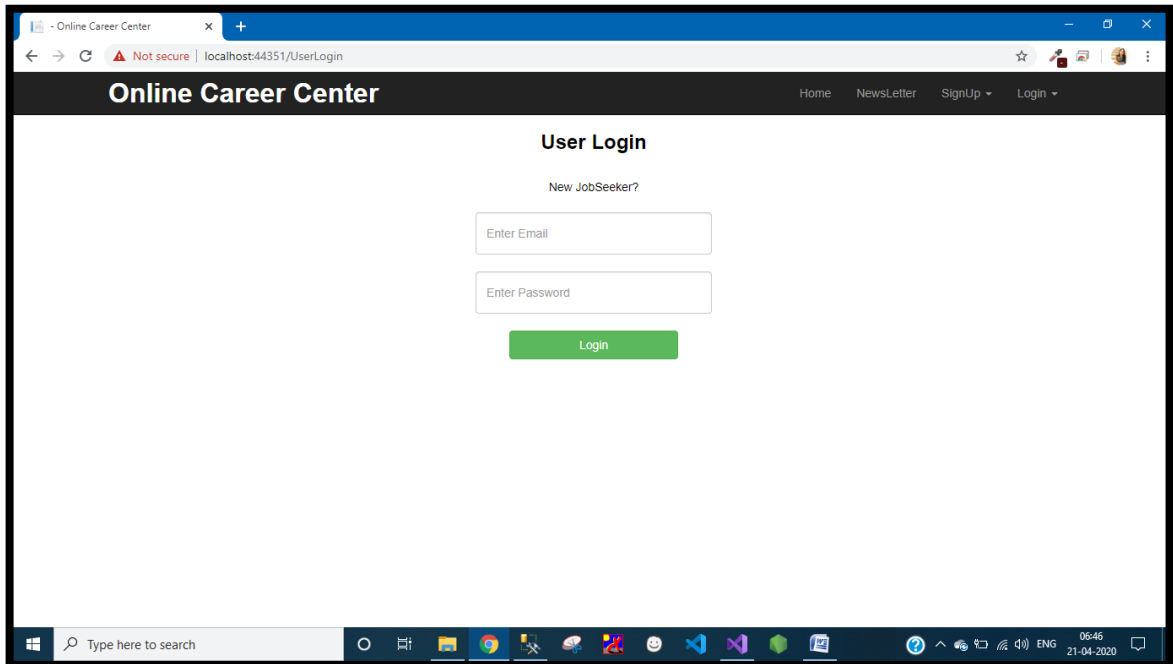 - Online Career Center
Not secure | localhost:44351/UserLogin
Online Career Center
Home NewsLetter SignUp Login
User Login
New JobSeeker?
Enter Email
Enter Password
Login
Type here to search
ENG
06:46
21-04-2020